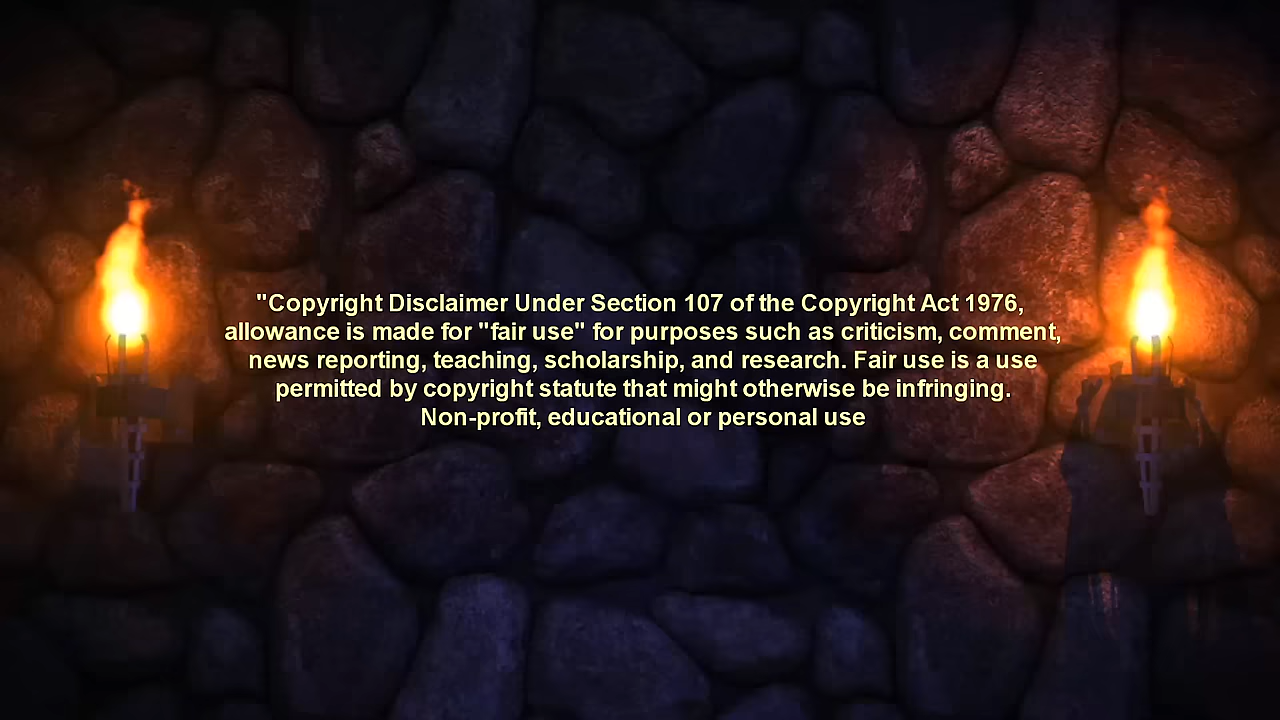 "Copyright Disclaimer Under Section 107 of the Copyright Act 1976,
allowance is made for "fair use" for purposes such as criticism, comment,
news reporting, teaching, scholarship, and research. Fair use is a use
permitted by copyright statute that might otherwise be infringing.
Non-profit, educational or personal use